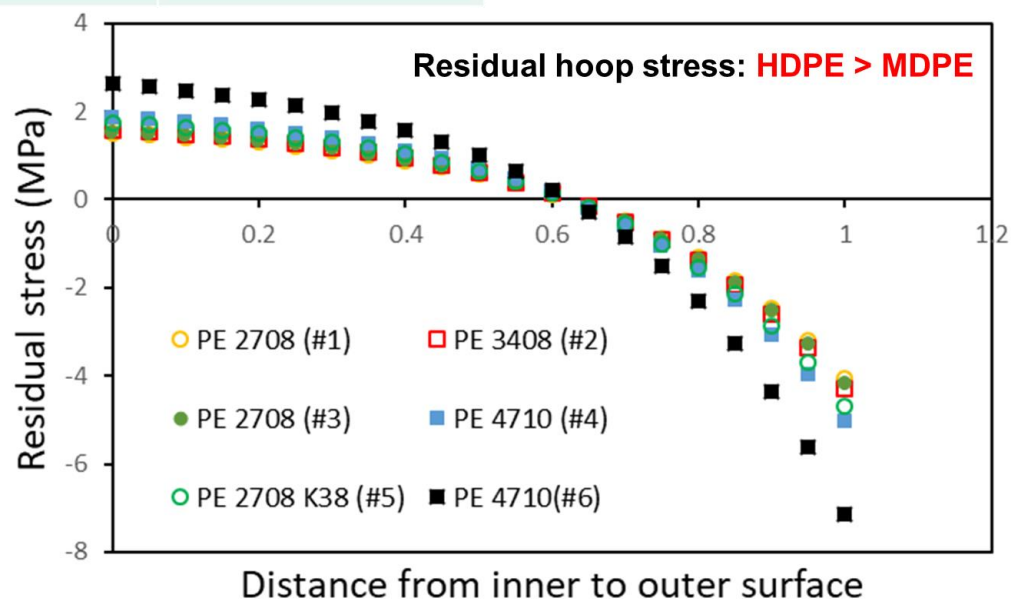 Residual hoop stress: HDPE > MDPE
Residual stress (MPa)
4
2
0
-2
-4
-6
-8
0 0.2 0.4 0.6 0.8 1 1.2
PE 2708 (#1) PE 3408 (#2)
PE 2708 (#3) PE 4710 (#4)
PE 2708 K38 (#5) PE 4710(#6)
Distance from inner to outer surface